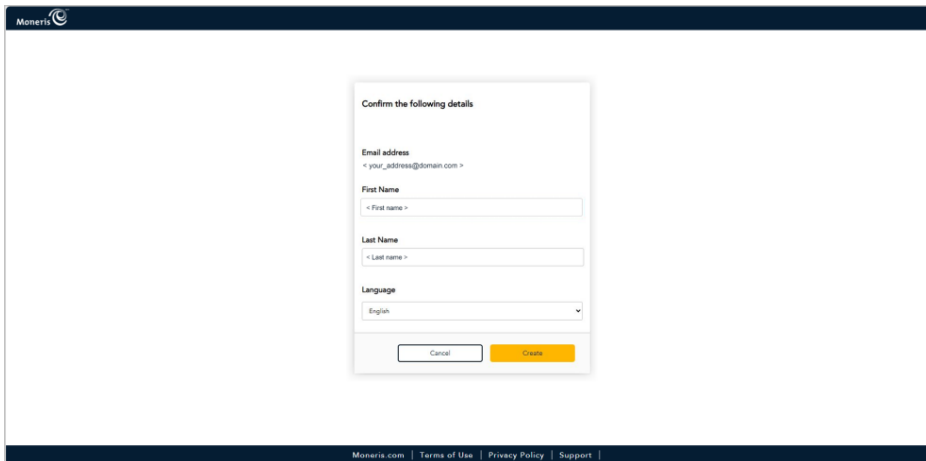 Moneris
Confirm the following details
Email address
< your_address@domain.com >
First Name
< First name >
Last Name
< Last name >
Language
English
Cancel Create
Moneris.com | Terms of Use | Privacy Policy | Support |